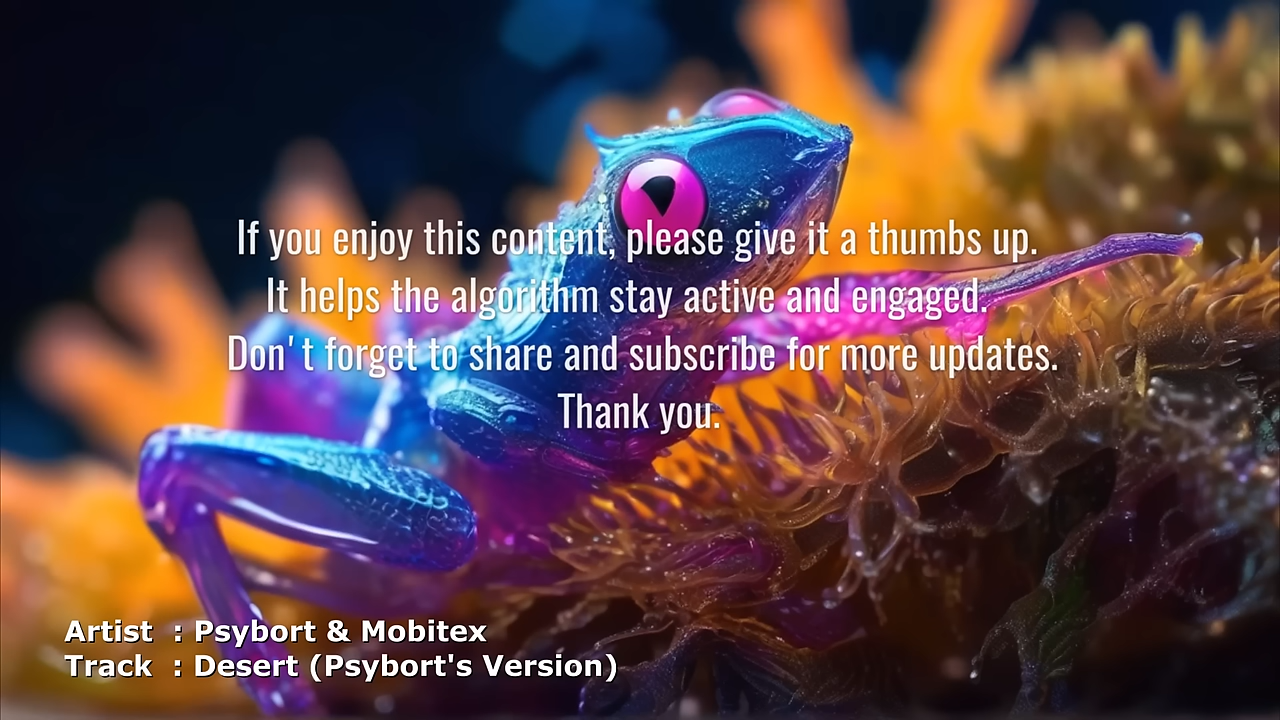 If you enjoy this content, please give it a thumbs up.
It helps the algorithm stay active and engaged.
Don't forget to share and subscribe for more updates.
Thank you.
Artist : Psybort & Mobitex
Track : Desert (Psybort's Version)